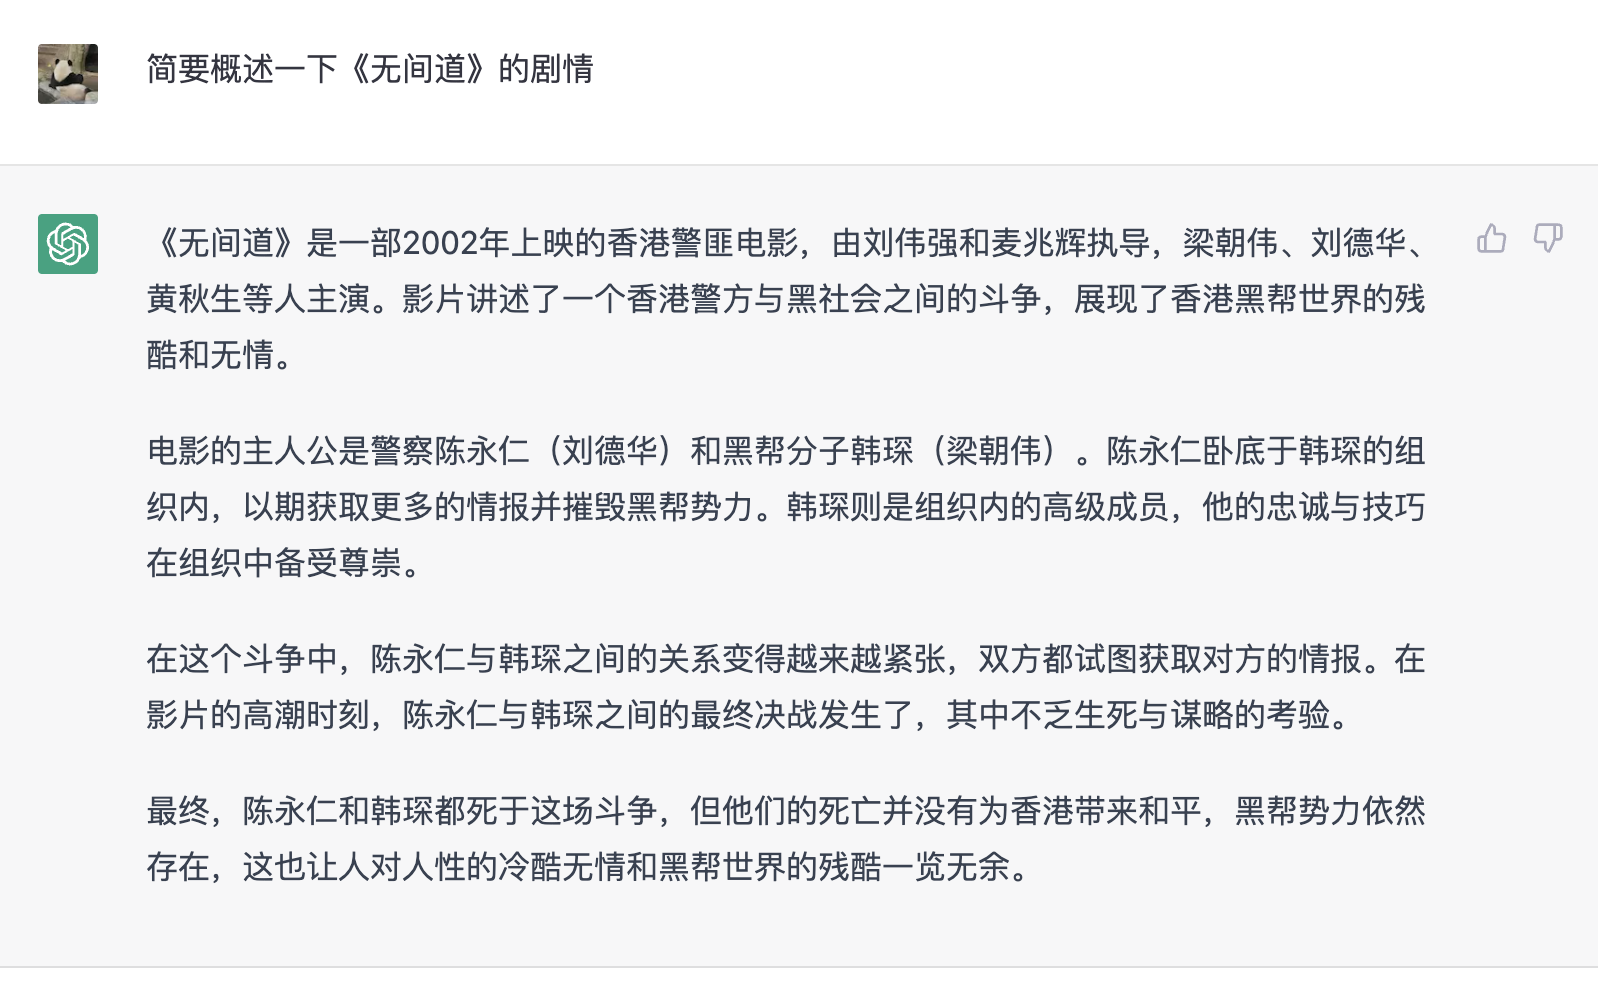 简要概述一下《无间道》的剧情
《无间道》是一部2002年上映的香港警匪电影，由刘伟强和麦兆辉执导，梁朝伟、刘德华、
黄秋生等人主演。影片讲述了一个香港警方与黑社会之间的斗争，展现了香港黑帮世界的残
酷和无情。
电影的主人公是警察陈永仁（刘德华）和黑帮分子韩琛（梁朝伟）。陈永仁卧底于韩琛的组
织内，以期获取更多的情报并摧毁黑帮势力。韩琛则是组织内的高级成员，他的忠诚与技巧
在组织中备受尊崇。
在这个斗争中，陈永仁与韩琛之间的关系变得越来越紧张，双方都试图获取对方的情报。在
影片的高潮时刻，陈永仁与韩琛之间的最终决战发生了，其中不乏生死与谋略的考验。
最终，陈永仁和韩琛都死于这场斗争，但他们的死亡并没有为香港带来和平，黑帮势力依然
存在，这也让人对人性的冷酷无情和黑帮世界的残酷一览无余。